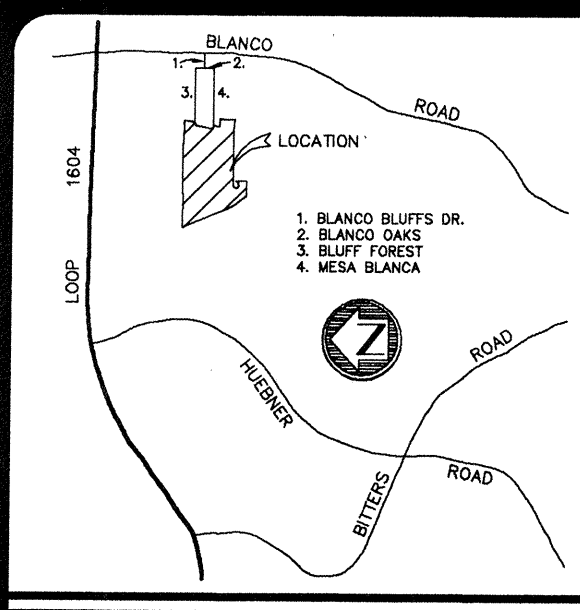 BLANCO
1.
2.
3.
4.
ROAD
LOCATION
LOOP 1604
1. BLANCO BLUFFS DR.
2. BLANCO OAKS
3. BLUFF FOREST
4. MESA BLANCA
N
HUEBNER
ROAD
BITTERS
ROAD